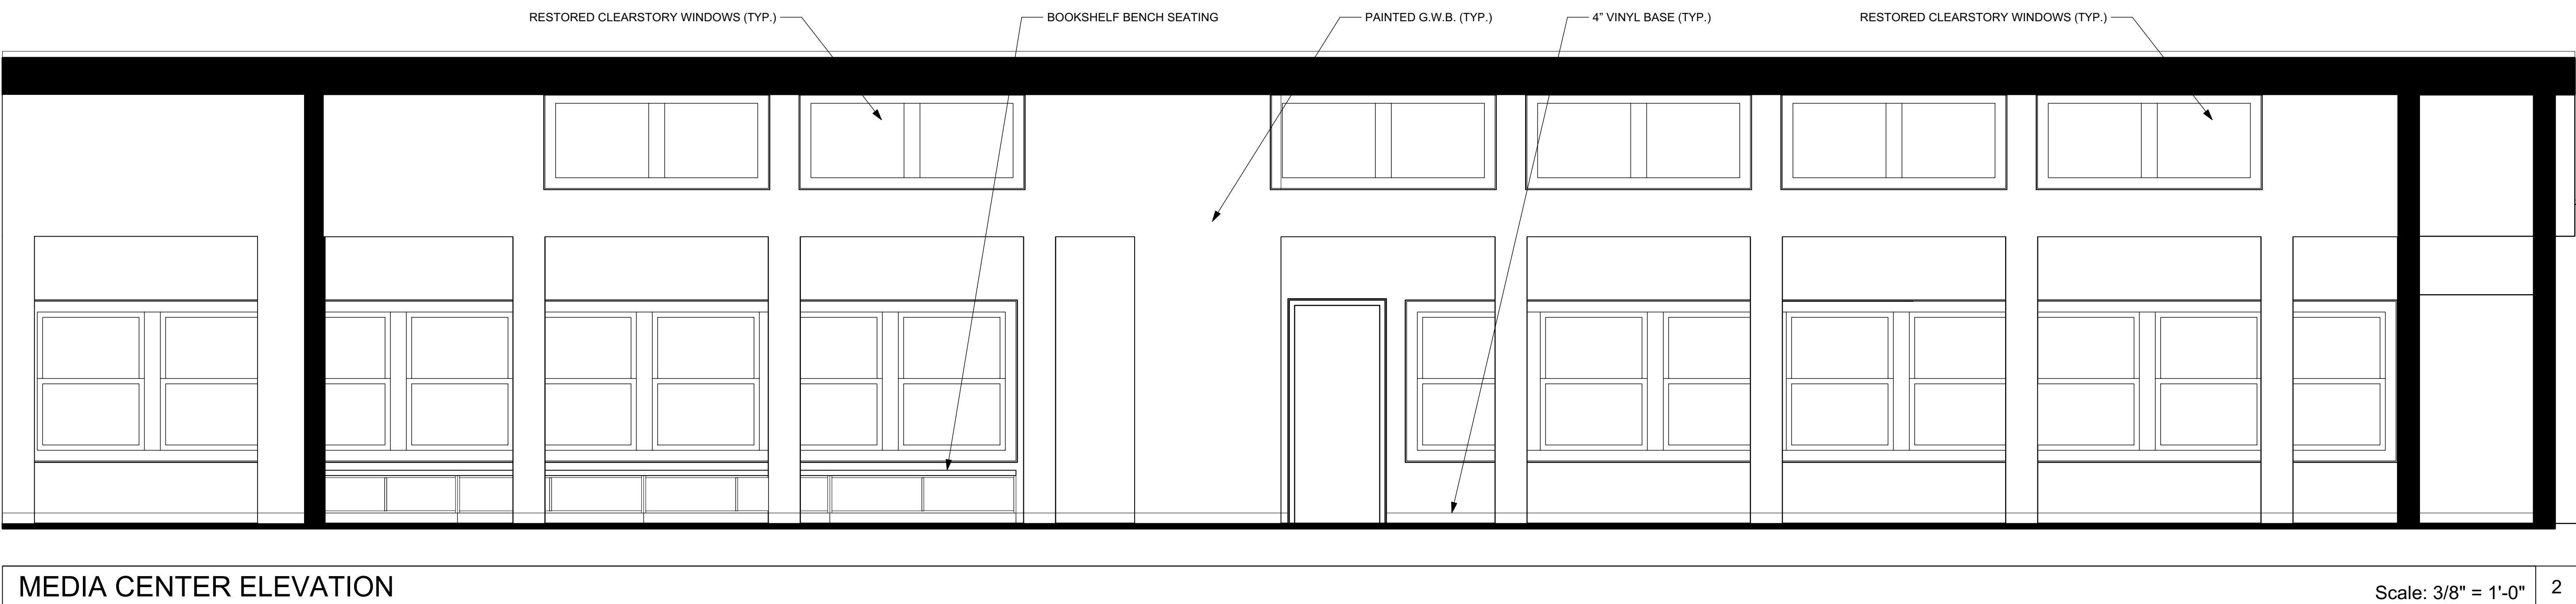 RESTORED CLEARSTORY WINDOWS (TYP.)
BOOKSHELF BENCH SEATING
PAINTED G.W.B. (TYP.)
4” VINYL BASE (TYP.)
RESTORED CLEARSTORY WINDOWS (TYP.)
MEDIA CENTER ELEVATION
Scale: 3/8" = 1'-0"
2